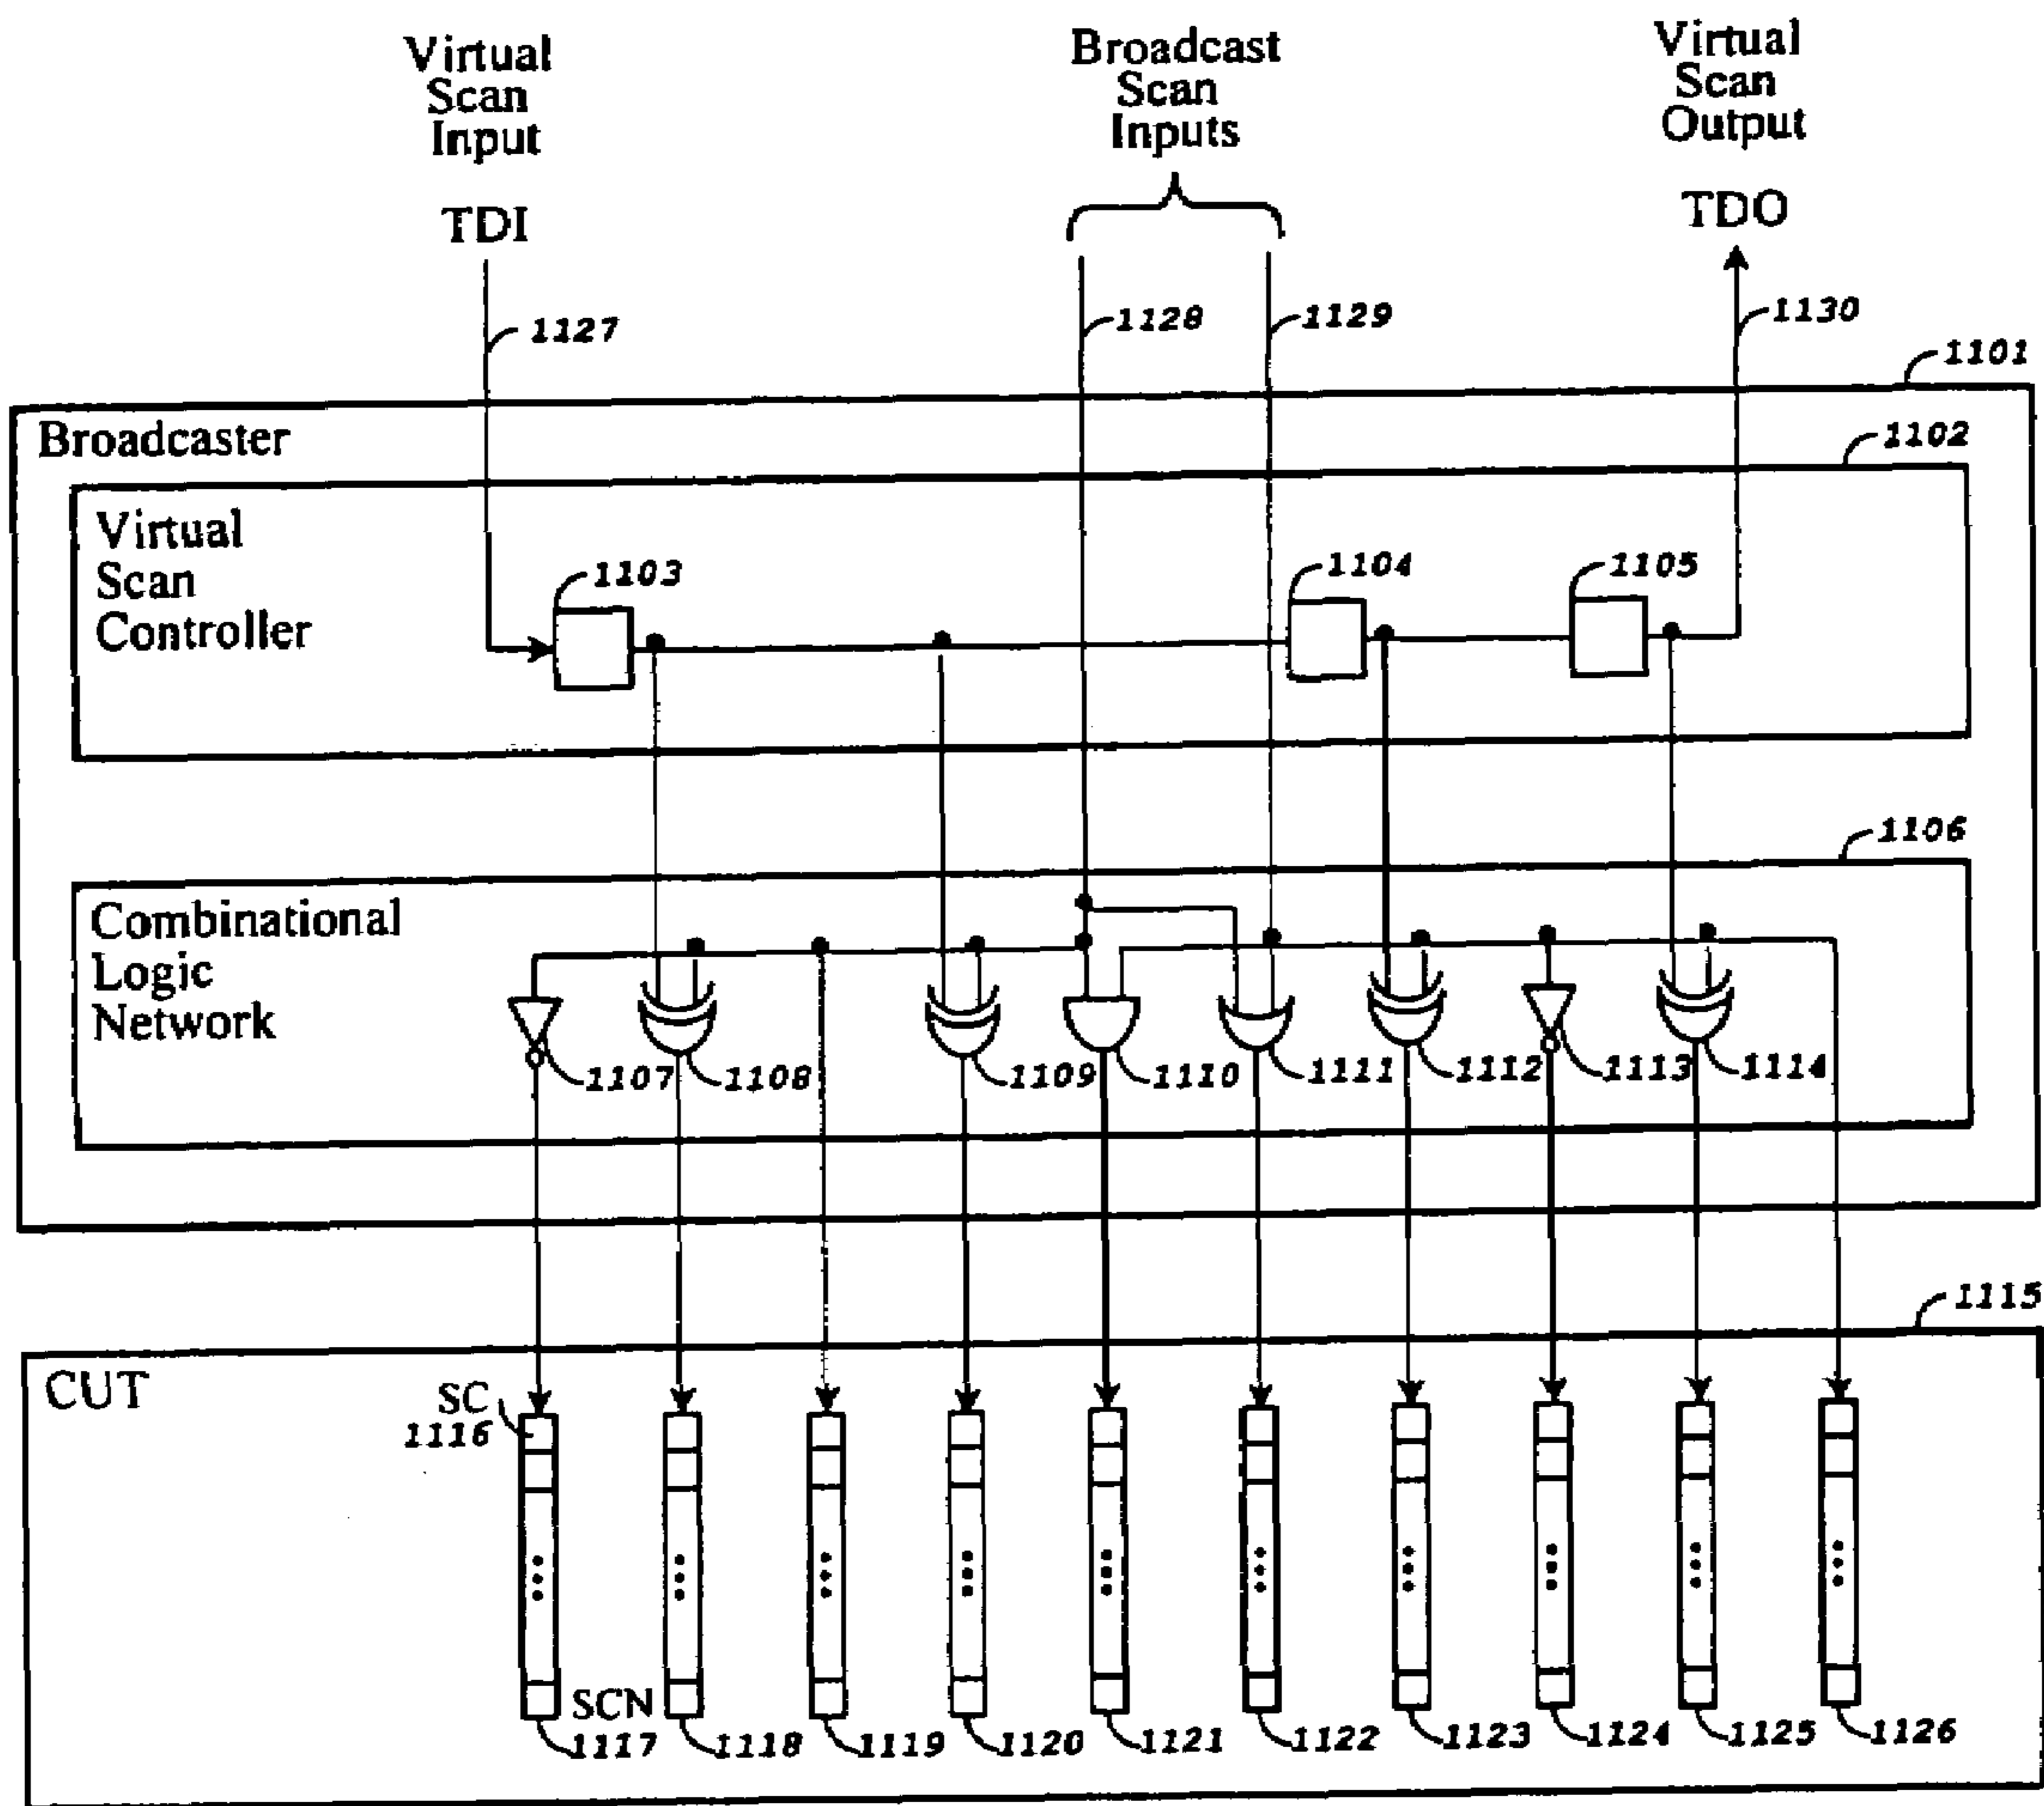 Virtual
Scan
Input
Broadcast
Scan
Inputs
Virtual
Scan
Output
TDI
TDO
1127
1128
1129
1130
1101
Broadcaster
1102
Virtual
Scan
Controller
1103
1104
1105
1106
Combinational
Logic
Network
1107
1108
1109
1110
1111
1112
1113
1114
1115
CUT
SC
1116
SCN
1117
1118
1119
1120
1121
1122
1123
1124
1125
1126